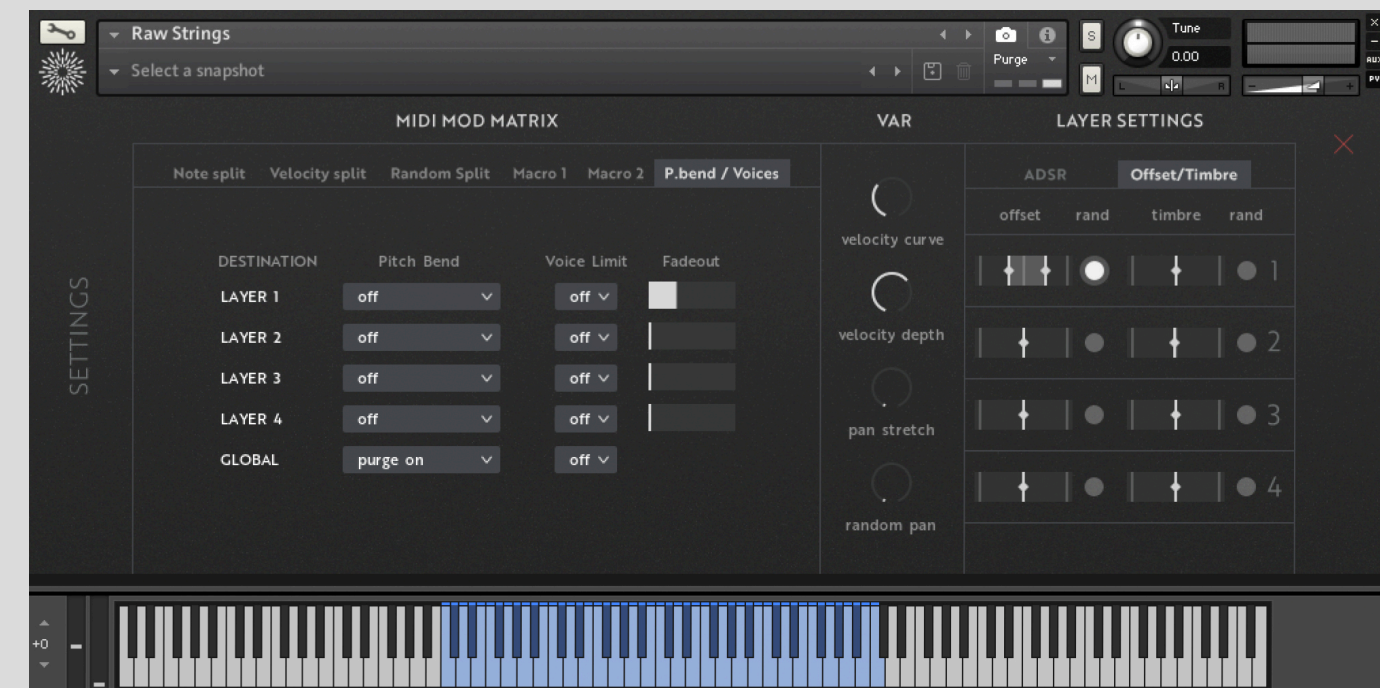 Raw Strings
Select a snapshot
Purge
S
M
Tune
0.00
L R
- +
×
-
AUX
PV
MIDI MOD MATRIX VAR LAYER SETTINGS
Note split Velocity split Random Split Macro 1 Macro 2 P.bend / Voices
ADSR Offset/Timbre
offset rand timbre rand
velocity curve
SETTINGS
DESTINATION Pitch Bend Voice Limit Fadeout
LAYER 1 off off
1
LAYER 2 off off
velocity depth
2
LAYER 3 off off
LAYER 4 off off
pan stretch
3
GLOBAL purge on off
4
random pan
+0